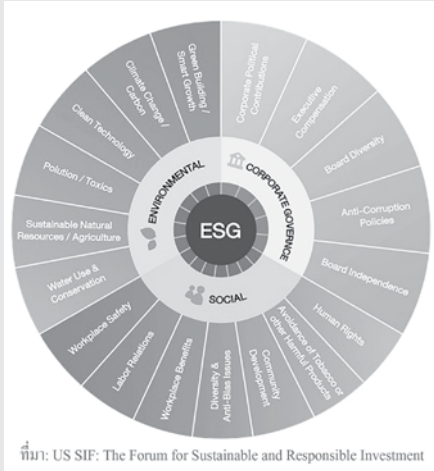 ESG
ENVIRONMENTAL
CORPORATE GOVERNCE
SOCIAL
Green Building /
Smart Growth
Climate Change /
Carbon
Clean Technology
Polution / Toxics
Sustainable Natural
Resources / Agriculture
Water Use &
Conservation
Corporate Political
Contributions
Executive
Compensation
Board Diversity
Anti-Corruption
Policies
Board Independence
Human Rights
Avoidance of Tobacco or
other Harmful Products
Community
Development
Diversity &
Anti-Bias Issues
Workplace Benefits
Labor Relations
Workplace Safety
ที่มา: US SIF: The Forum for Sustainable and Responsible Investment